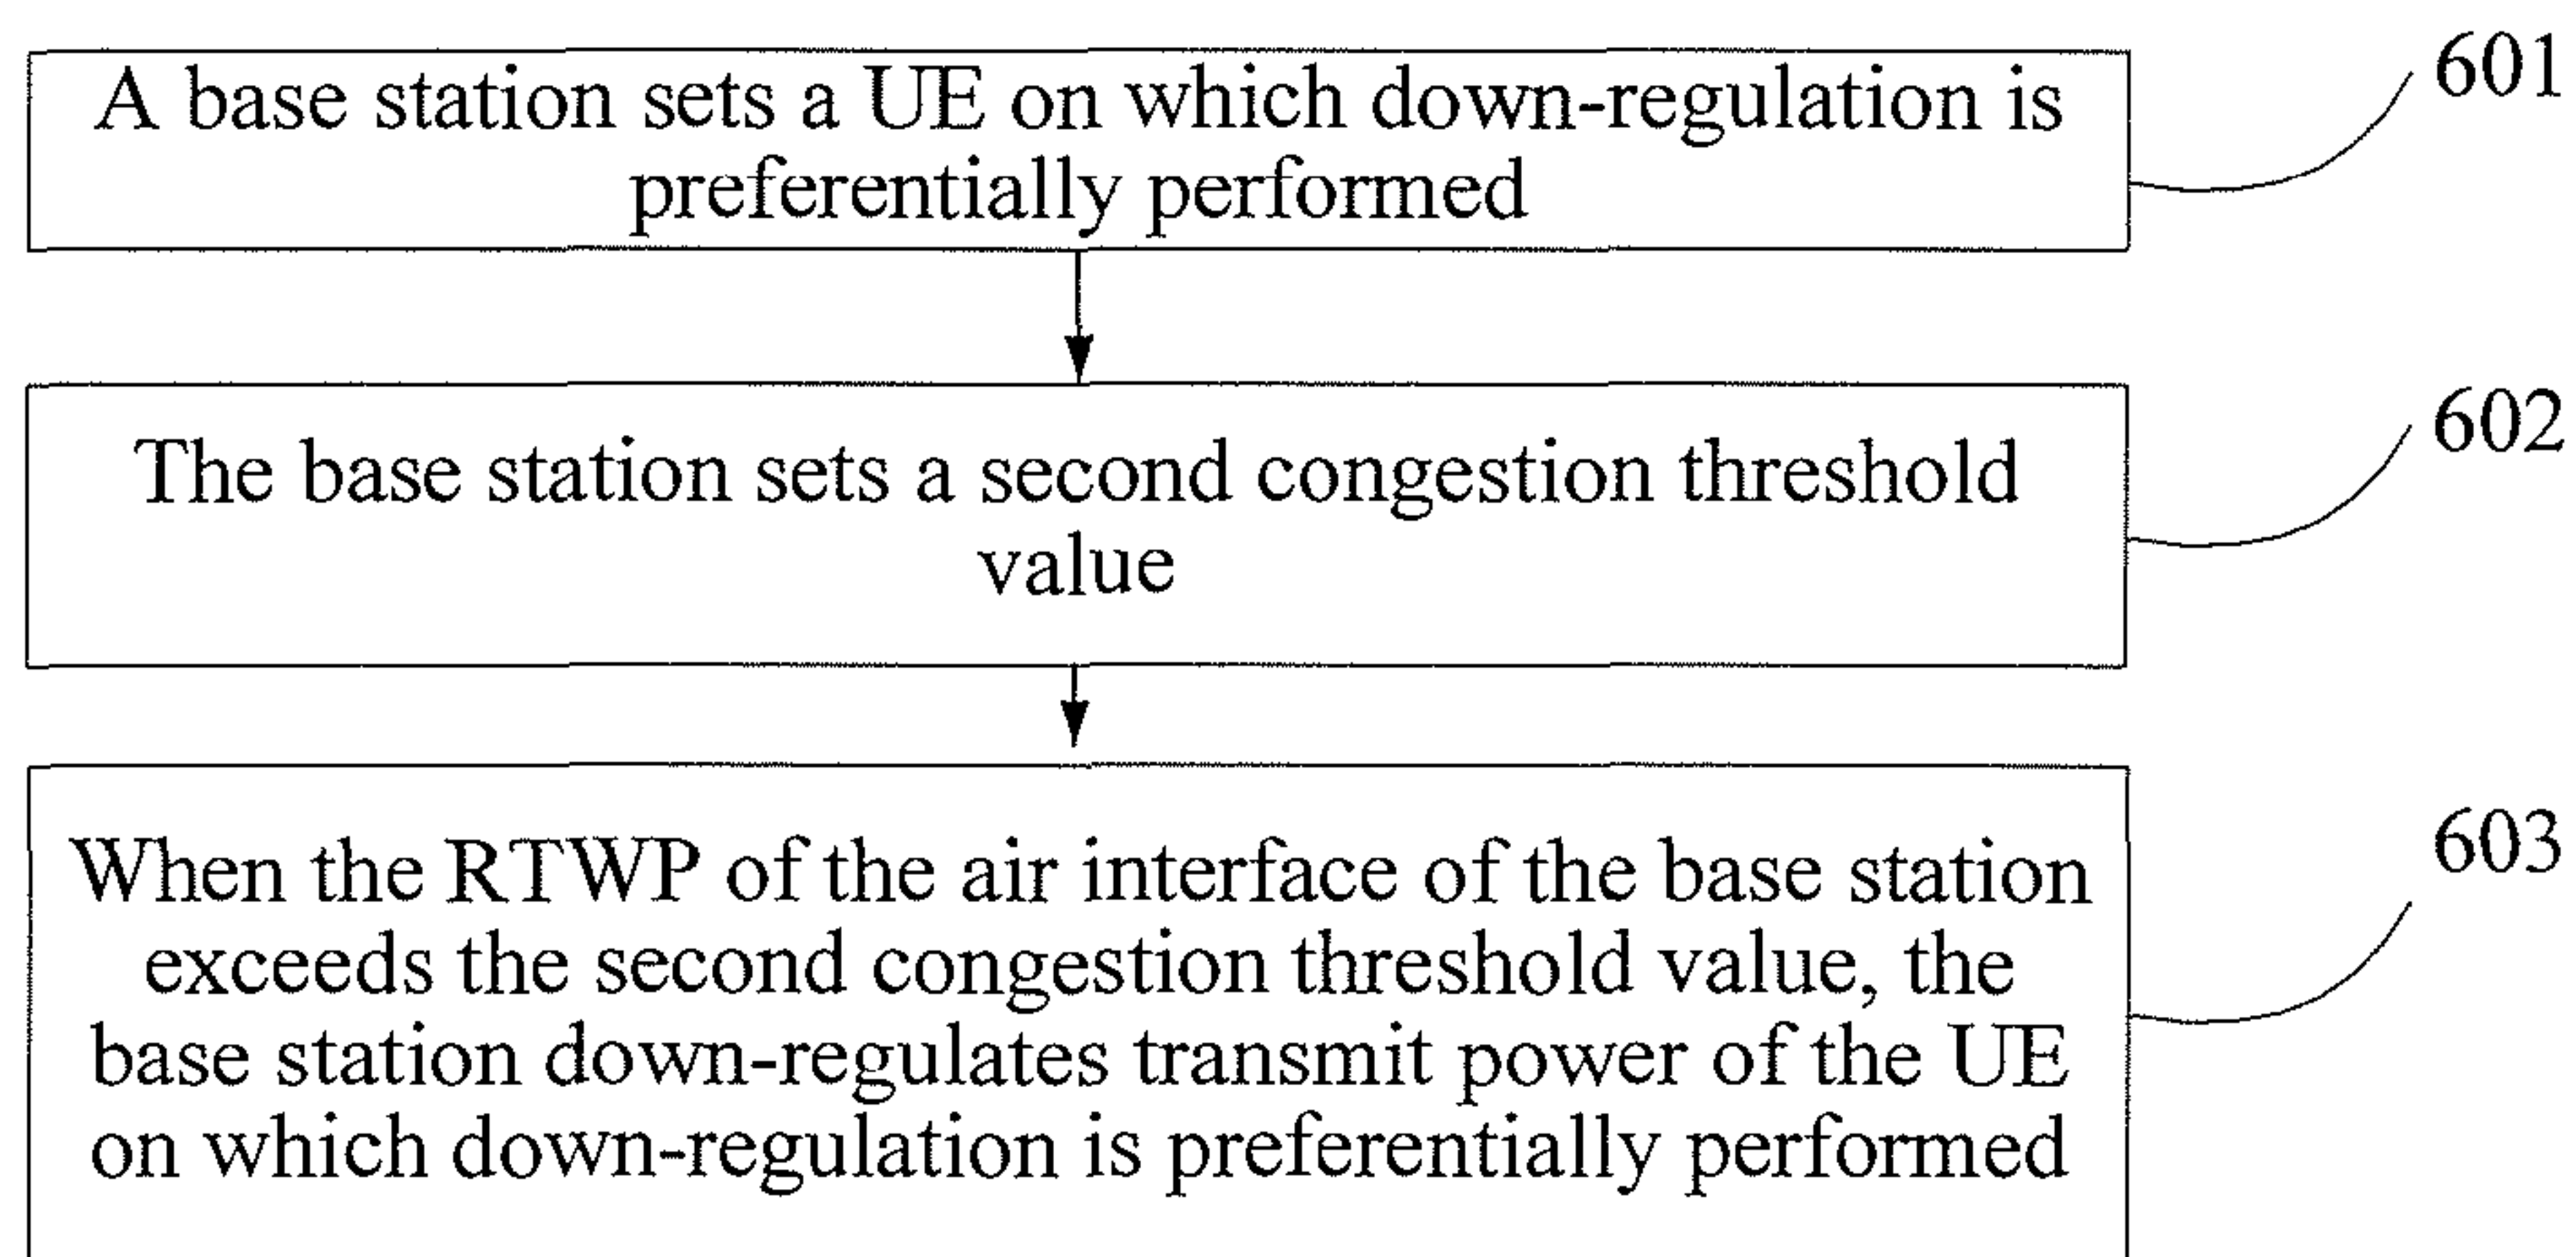 A base station sets a UE on which down-regulation is
preferentially performed
601
The base station sets a second congestion threshold
value
602
When the RTWP of the air interface of the base station
exceeds the second congestion threshold value, the
base station down-regulates transmit power of the UE
on which down-regulation is preferentially performed
603